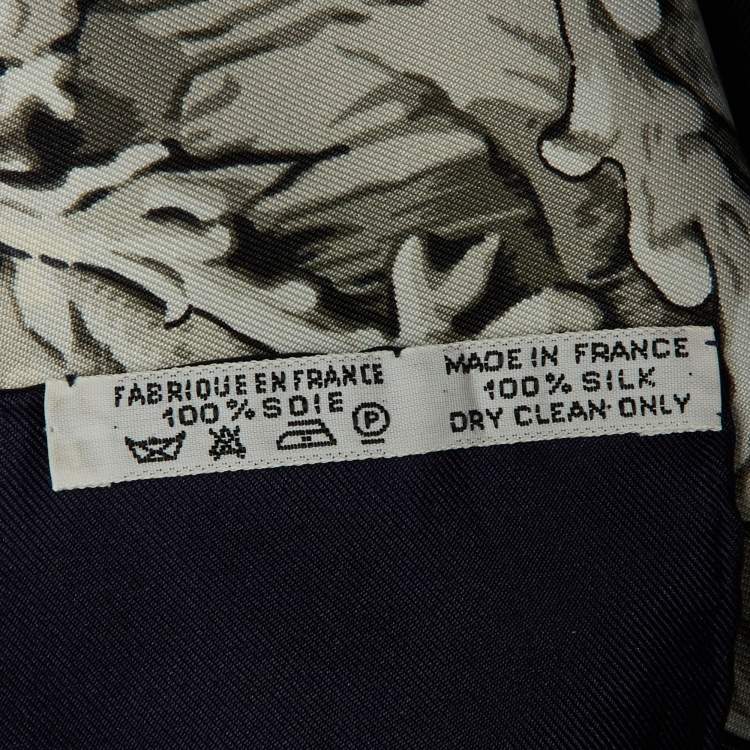 FABRIQUE EN FRANCE
100% SOIE
P
MADE IN FRANCE
100% SILK
DRY CLEAN ONLY